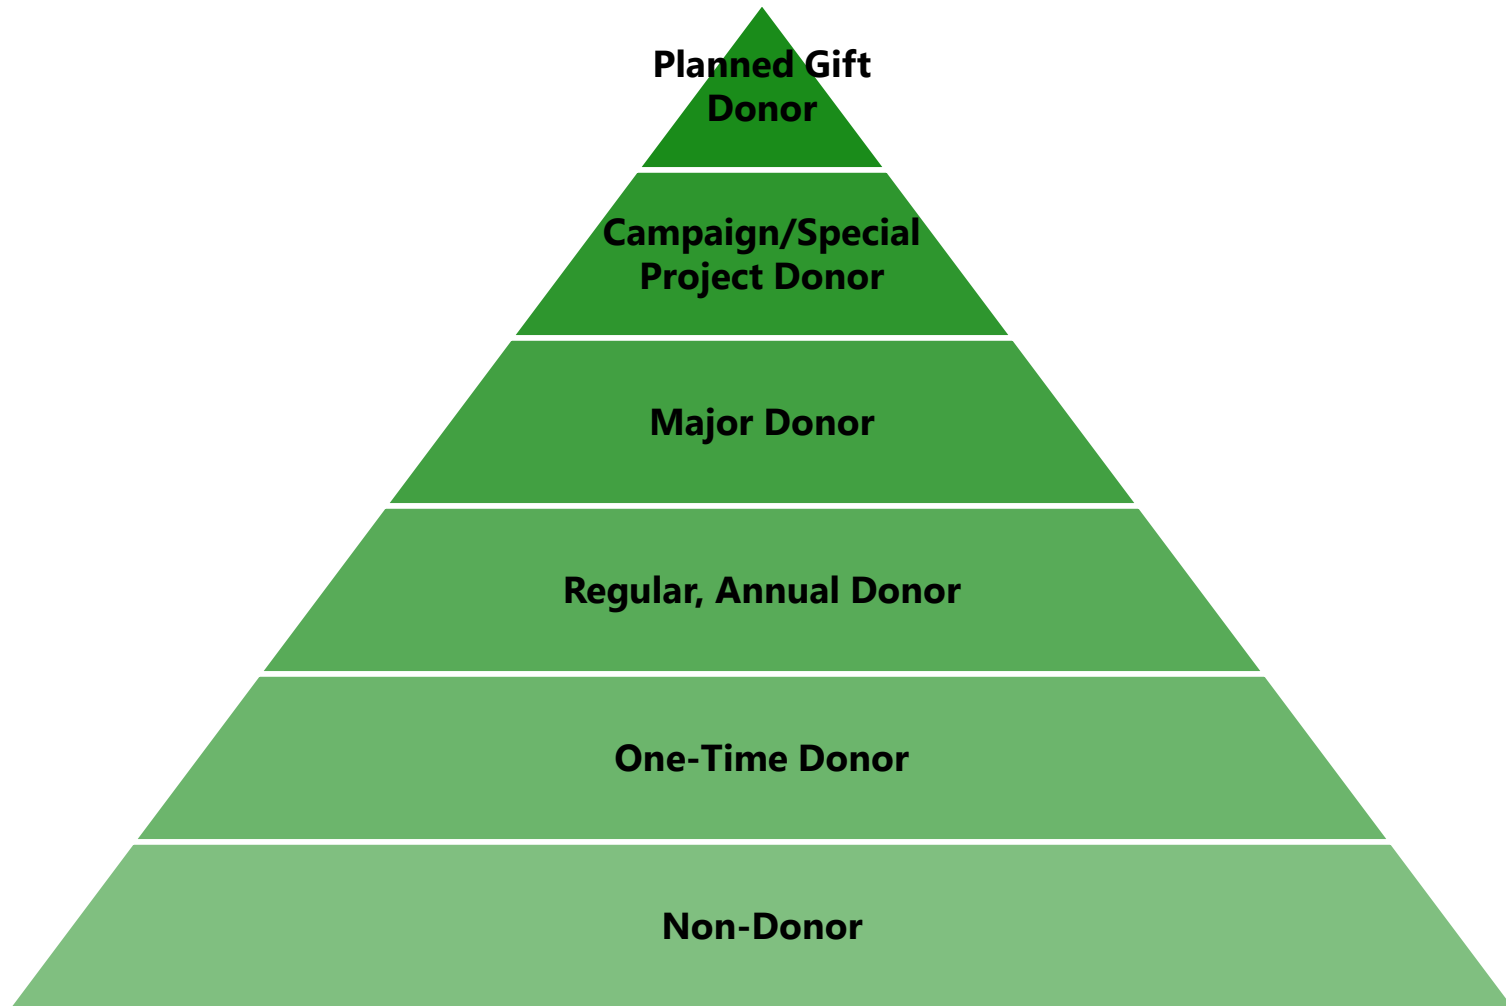 Planned Gift
Donor
Campaign/Special
Project Donor
Major Donor
Regular, Annual Donor
One-Time Donor
Non-Donor